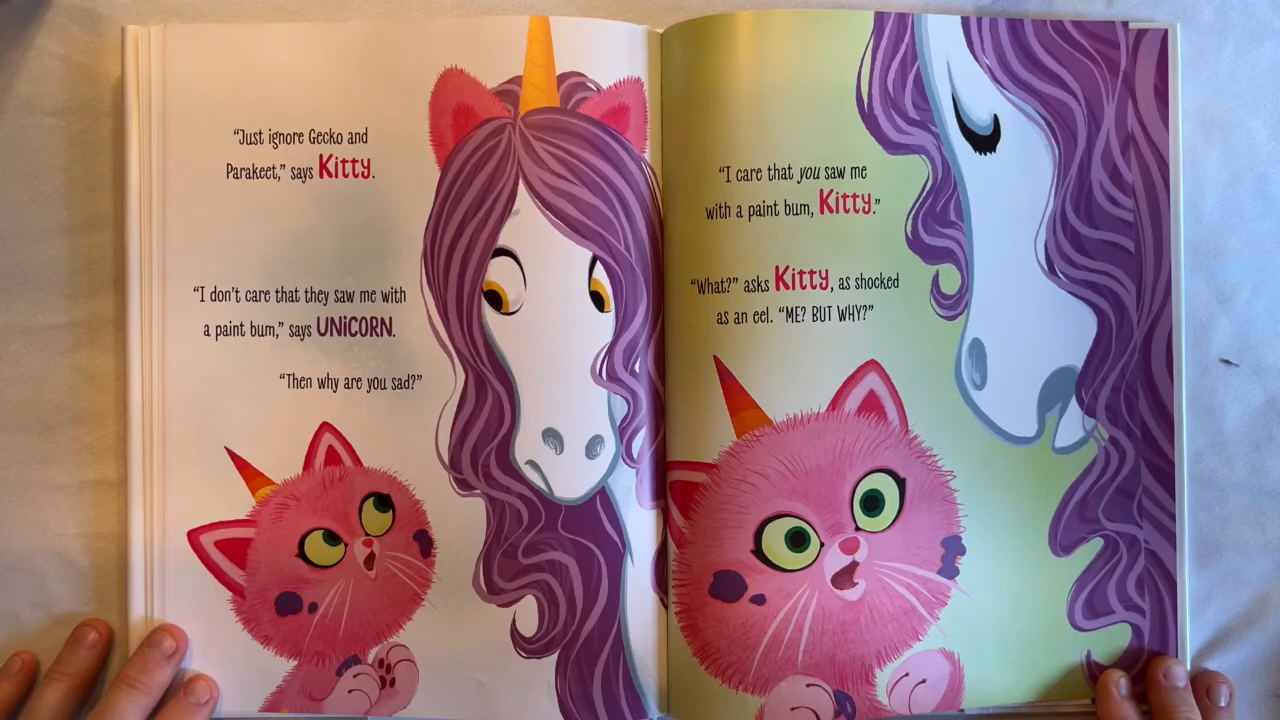 “Just ignore Gecko and
Parakeet,” says Kitty.
“I don’t care that they saw me with
a paint bum,” says UNiCORN.
“Then why are you sad?”
“I care that you saw me
with a paint bum, Kitty.”
“What?” asks Kitty, as shocked
as an eel. “ME? BUT WHY?”